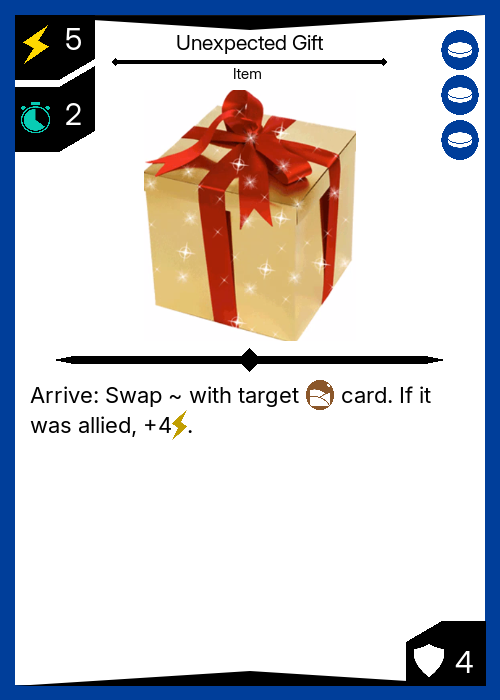 5
Unexpected Gift
Item
2
Arrive: Swap ~ with target card. If it
was allied, +4.
4